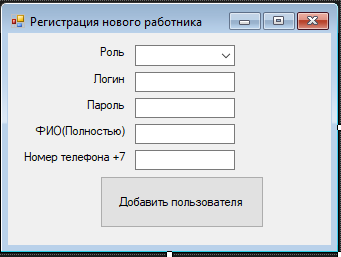 Регистрация нового работника
Роль
Логин
Пароль
ФИО(Полностью)
Номер телефона +7
Добавить пользователя